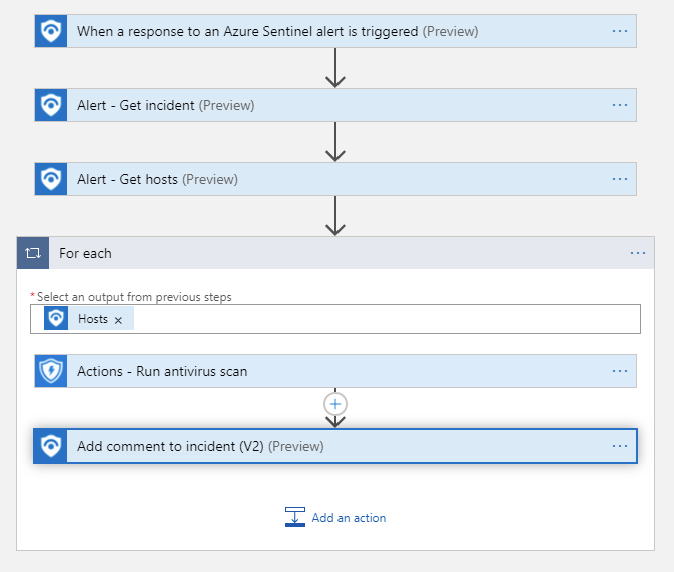 When a response to an Azure Sentinel alert is triggered (Preview)
Alert - Get incident (Preview)
Alert - Get hosts (Preview)
For each
*Select an output from previous steps
Hosts ×
Actions - Run antivirus scan
Add comment to incident (V2) (Preview)
Add an action